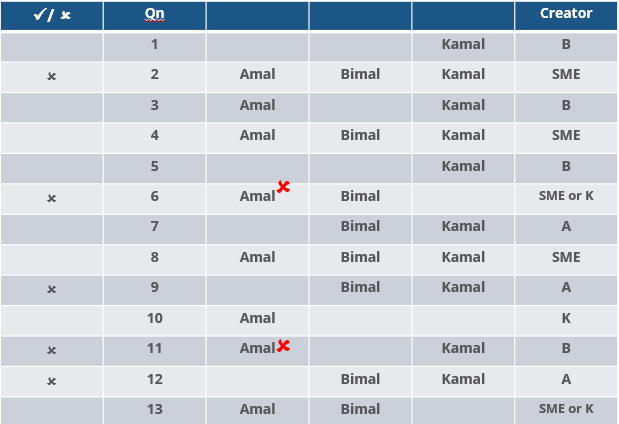 ✓/ × Qn Creator
1 Kamal B
× 2 Amal Bimal Kamal SME
3 Amal Kamal B
4 Amal Bimal Kamal SME
5 Kamal B
× 6 Amal × Bimal SME or K
7 Bimal Kamal A
8 Amal Bimal Kamal SME
× 9 Bimal Kamal A
10 Amal K
× 11 Amal × Kamal B
× 12 Bimal Kamal A
13 Amal Bimal SME or K